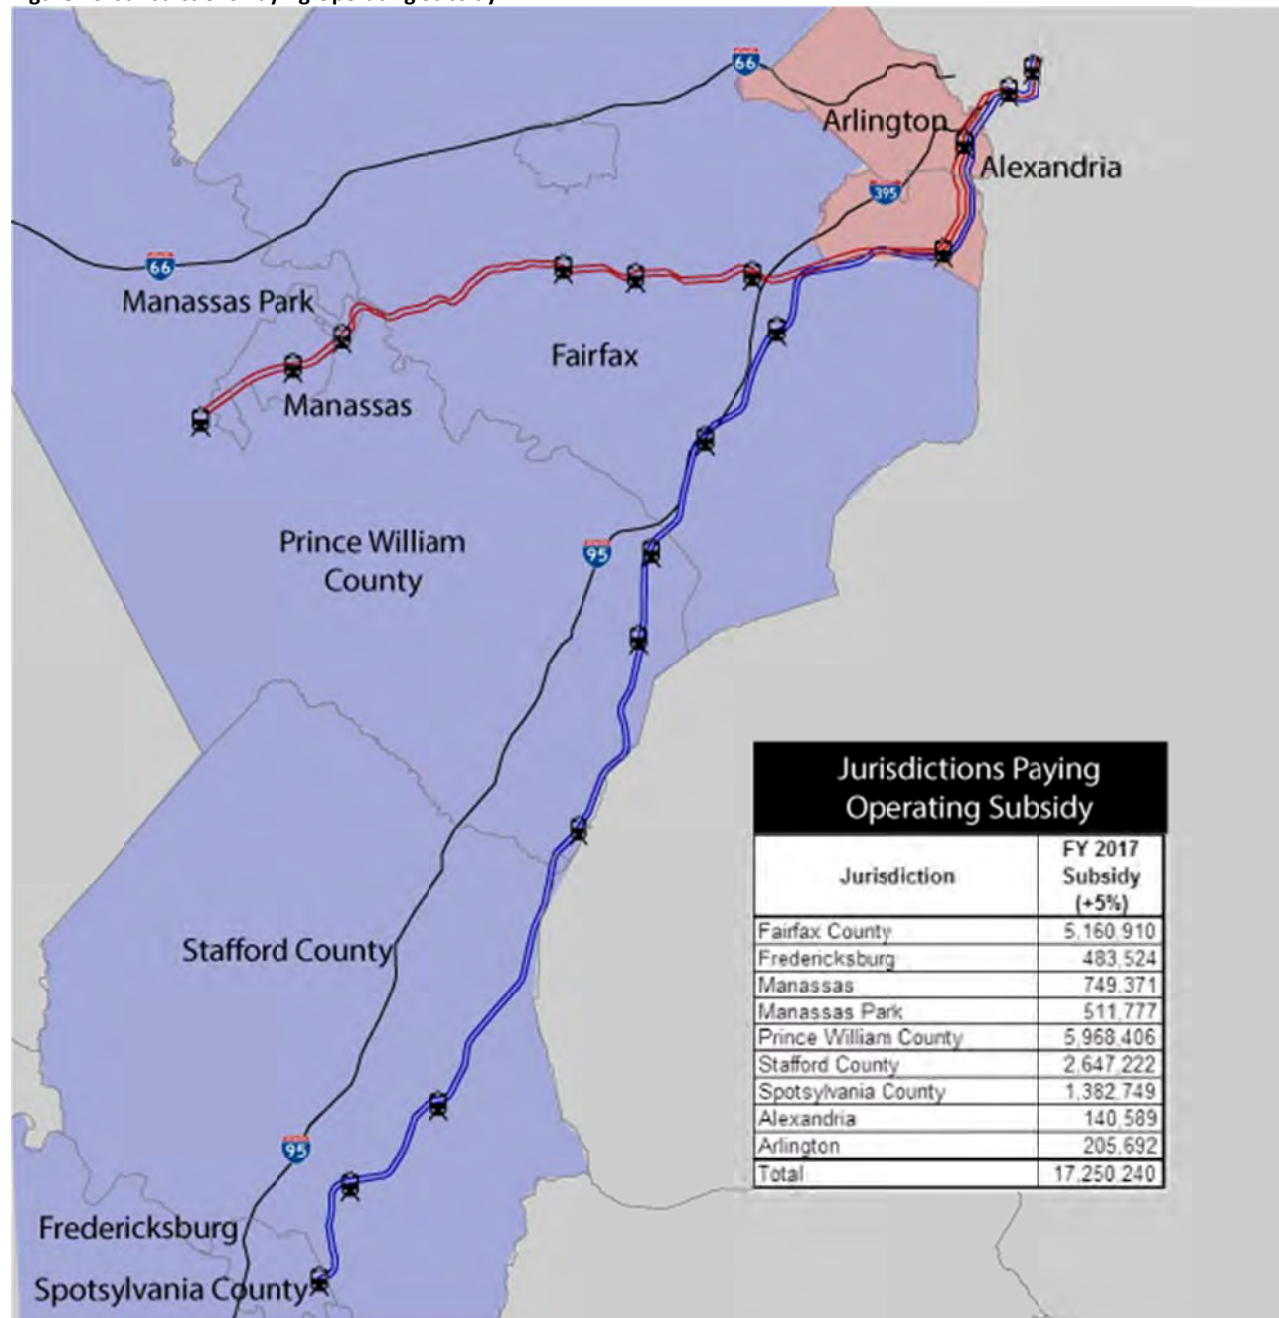 66
Arlington
Alexandria
395
66
Manassas Park
Fairfax
Manassas
Prince William
County
95
Jurisdictions Paying
Operating Subsidy
Jurisdiction
FY 2017
Subsidy
(+5%)
Fairfax County 5,160,910
Fredericksburg 483,524
Manassas 749,371
Manassas Park 511,777
Prince William County 5,968,406
Stafford County 2,647,222
Spotsylvania County 1,382,749
Alexandria 140,589
Arlington 205,692
Total 17,250,240
Stafford County
95
Fredericksburg
Spotsylvania County